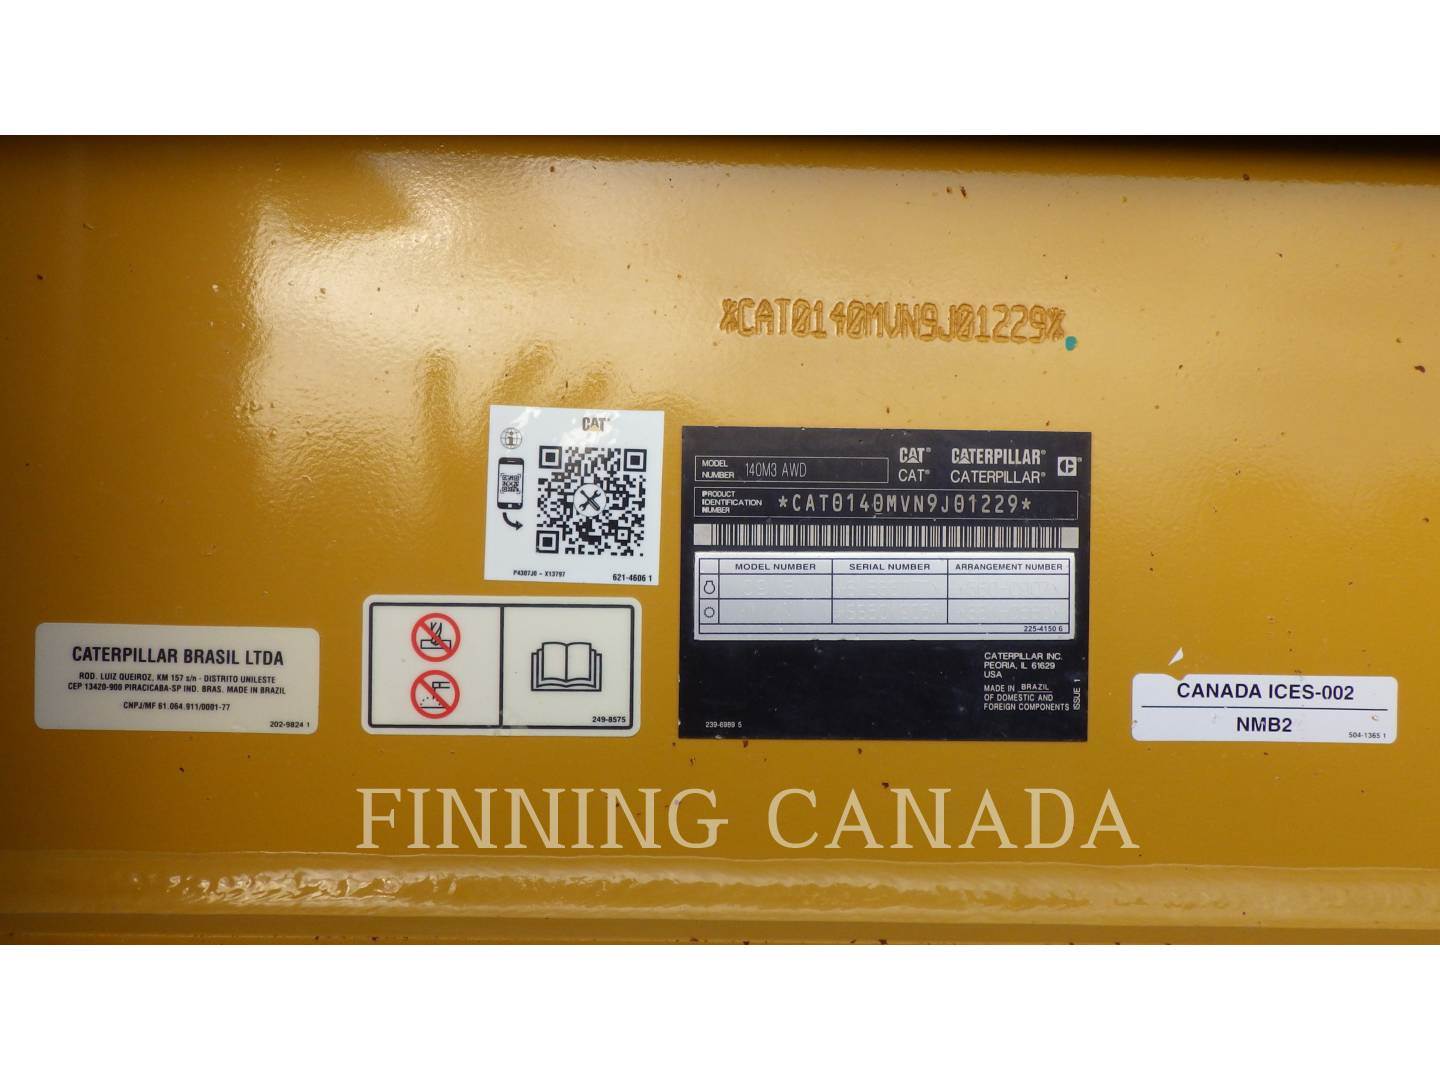 *CAT0140MVN9J01229*
CAT®
P4387J0 - X13797
621-4606 1
MODEL NUMBER 140M3 AWD
CAT® CATERPILLAR®
CAT® CATERPILLAR®
PRODUCT IDENTIFICATION NUMBER *CAT0140MVN9J01229*
MODEL NUMBER SERIAL NUMBER ARRANGEMENT NUMBER
225-4150 6
CATERPILLAR INC.
PEORIA, IL 61629
USA
MADE IN BRAZIL
OF DOMESTIC AND
FOREIGN COMPONENTS
ISSUE 1
239-6989 5
249-8575
CATERPILLAR BRASIL LTDA
ROD. LUIZ QUEIROZ, KM 157 s/n - DISTRITO UNILESTE
CEP 13420-900 PIRACICABA-SP IND. BRAS. MADE IN BRAZIL
CNPJ/MF 61.064.911/0001-77
202-9824 1
CANADA ICES-002
NMB2
504-1365 1
FINNING CANADA